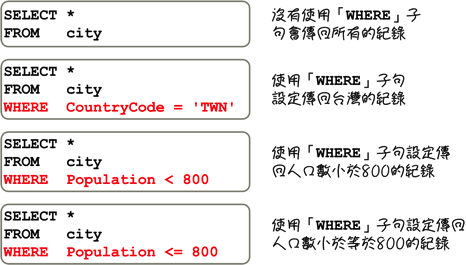 SELECT *
FROM city
沒有使用「WHERE」子
句會傳回所有的紀錄
SELECT *
FROM city
WHERE CountryCode = 'TWN'
使用「WHERE」子句
設定傳回台灣的紀錄
SELECT *
FROM city
WHERE Population < 800
使用「WHERE」子句設定傳
回人口數小於800的紀錄
SELECT *
FROM city
WHERE Population <= 800
使用「WHERE」子句設定傳回
人口數小於等於800的紀錄